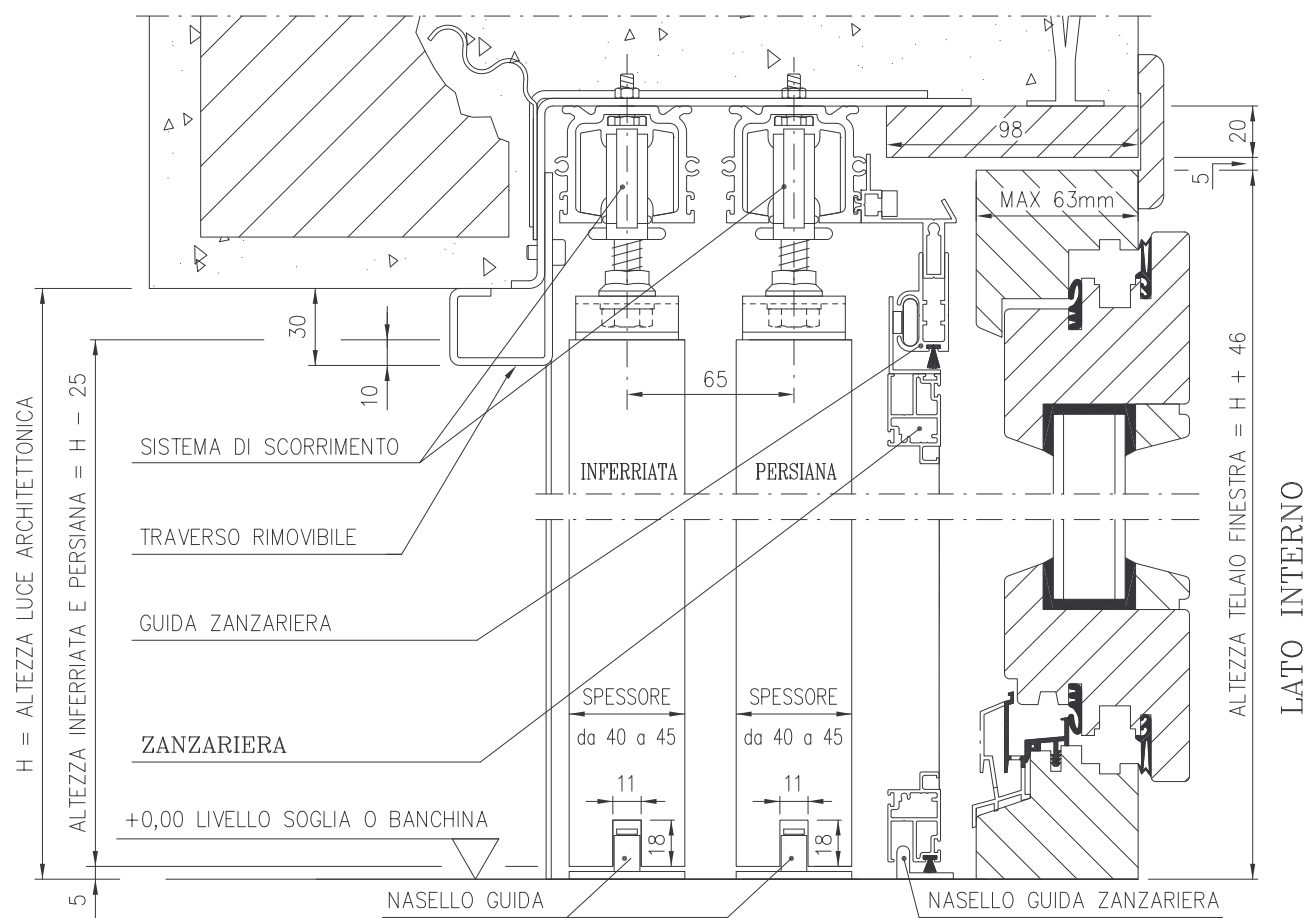 98
20
5
MAX 63mm
30
10
65
H = ALTEZZA LUCE ARCHITETTONICA
ALTEZZA INFERRIATA E PERSIANA = H - 25
SISTEMA DI SCORRIMENTO
INFERRIATA
PERSIANA
TRAVERSO RIMOVIBILE
GUIDA ZANZARIERA
SPESSORE
da 40 a 45
SPESSORE
da 40 a 45
ZANZARIERA
11
18
11
18
+0,00 LIVELLO SOGLIA O BANCHINA
5
NASELLO GUIDA
NASELLO GUIDA ZANZARIERA
ALTEZZA TELAIO FINESTRA = H + 46
LATO INTERNO